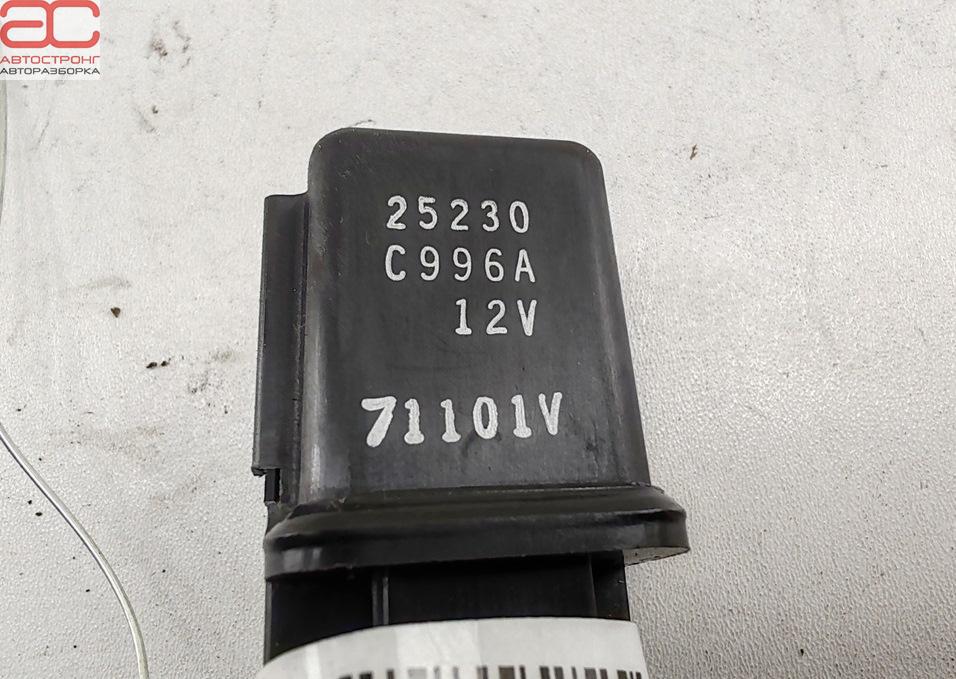 АС
АВТОСТРОНГ
АВТОРАЗБОРКА
25230
C996A
12V
71101V